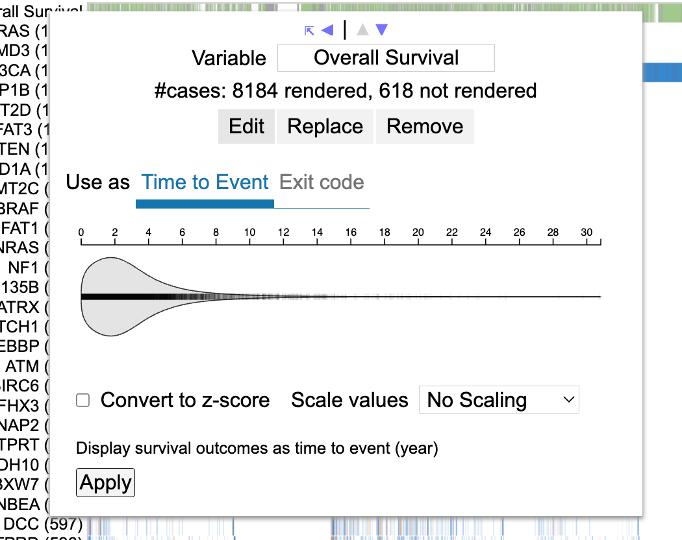 Overall Survival
Variable Overall Survival
#cases: 8184 rendered, 618 not rendered
Edit Replace Remove
Use as Time to Event Exit code
0 2 4 6 8 10 12 14 16 18 20 22 24 26 28 30
Convert to z-score Scale values No Scaling
Display survival outcomes as time to event (year)
Apply
RAS (1
MD3 (
3CA (1
P1B (
T2D (
FAT3 (1
TEN (1
D1A (1
MT2C (
BRAF (
FAT1 (
NRAS (
NF1 (
135B (
ATRX (
TCH1 (
EBBP (
ATM (
BIRC6 (
FHX3 (
NAP2 (
TPRT (
DH10 (
BXW7 (
NBEA (
DCC (597)